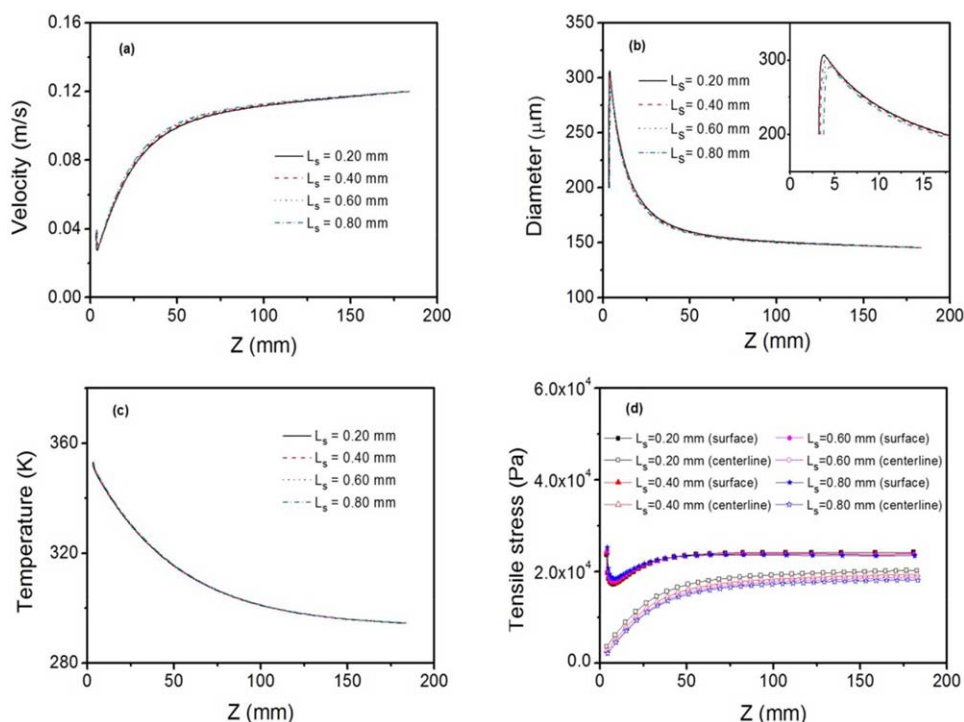 (a)
0.16
0.12
0.08
0.04
0.00
Velocity (m/s)
L_s = 0.20 mm
L_s = 0.40 mm
L_s = 0.60 mm
L_s = 0.80 mm
0 50 100 150 200
Z (mm)
(b)
350
300
250
200
150
100
Diameter (μm)
L_s= 0.20 mm
L_s= 0.40 mm
L_s= 0.60 mm
L_s= 0.80 mm
300
200
0 5 10 15
0 50 100 150 200
Z (mm)
(c)
360
320
280
Temperature (K)
L_s = 0.20 mm
L_s = 0.40 mm
L_s = 0.60 mm
L_s = 0.80 mm
0 50 100 150 200
Z (mm)
(d)
6.0x10⁴
4.0x10⁴
2.0x10⁴
0.0
Tensile stress (Pa)
L_s=0.20 mm (surface) L_s=0.60 mm (surface)
L_s=0.20 mm (centerline) L_s=0.60 mm (centerline)
L_s=0.40 mm (surface) L_s=0.80 mm (surface)
L_s=0.40 mm (centerline) L_s=0.80 mm (centerline)
0 50 100 150 200
Z (mm)